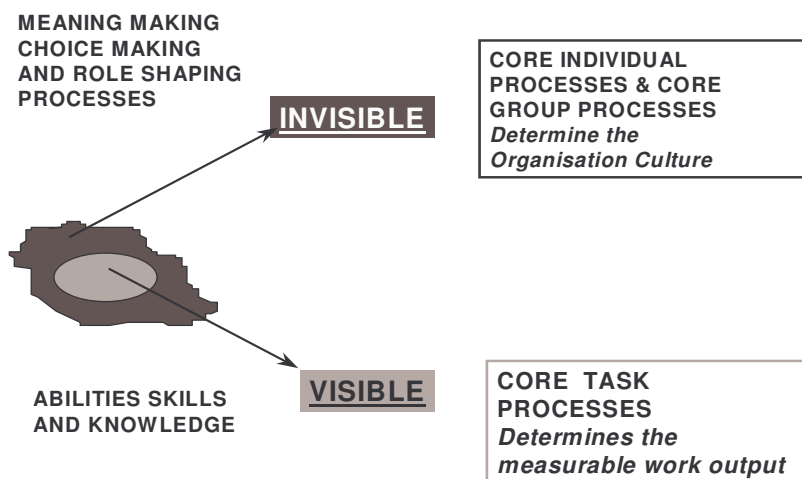 MEANING MAKING
CHOICE MAKING
AND ROLE SHAPING
PROCESSES
INVISIBLE
CORE INDIVIDUAL
PROCESSES & CORE
GROUP PROCESSES
Determine the
Organisation Culture
ABILITIES SKILLS
AND KNOWLEDGE
VISIBLE
CORE TASK
PROCESSES
Determines the
measurable work output